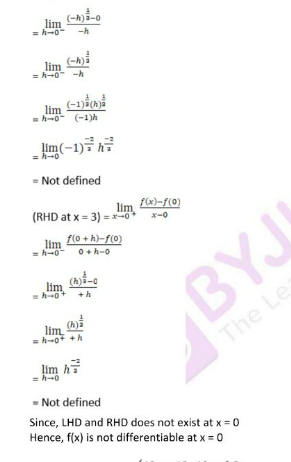 = lim h→0⁻ ((-h)^(1/3)-0)/(-h)
= lim h→0⁻ (-h)^(1/3)/(-h)
= lim h→0⁻ (-1)^(1/3)(h)^(1/3)/((-1)h)
= lim h→0 (-1)^(-2/3) h^(-2/3)
= Not defined
(RHD at x = 3) = lim x→0⁺ (f(x)-f(0))/(x-0)
= lim h→0⁻ (f(0 + h)-f(0))/(0 + h-0)
= lim h→0⁺ ((h)^(1/3)-0)/(+h)
= lim h→0⁺ (h)^(1/3)/(+h)
= lim h→0 h^(-2/3)
= Not defined
Since, LHD and RHD does not exist at x = 0
Hence, f(x) is not differentiable at x = 0
BYJU
The Le